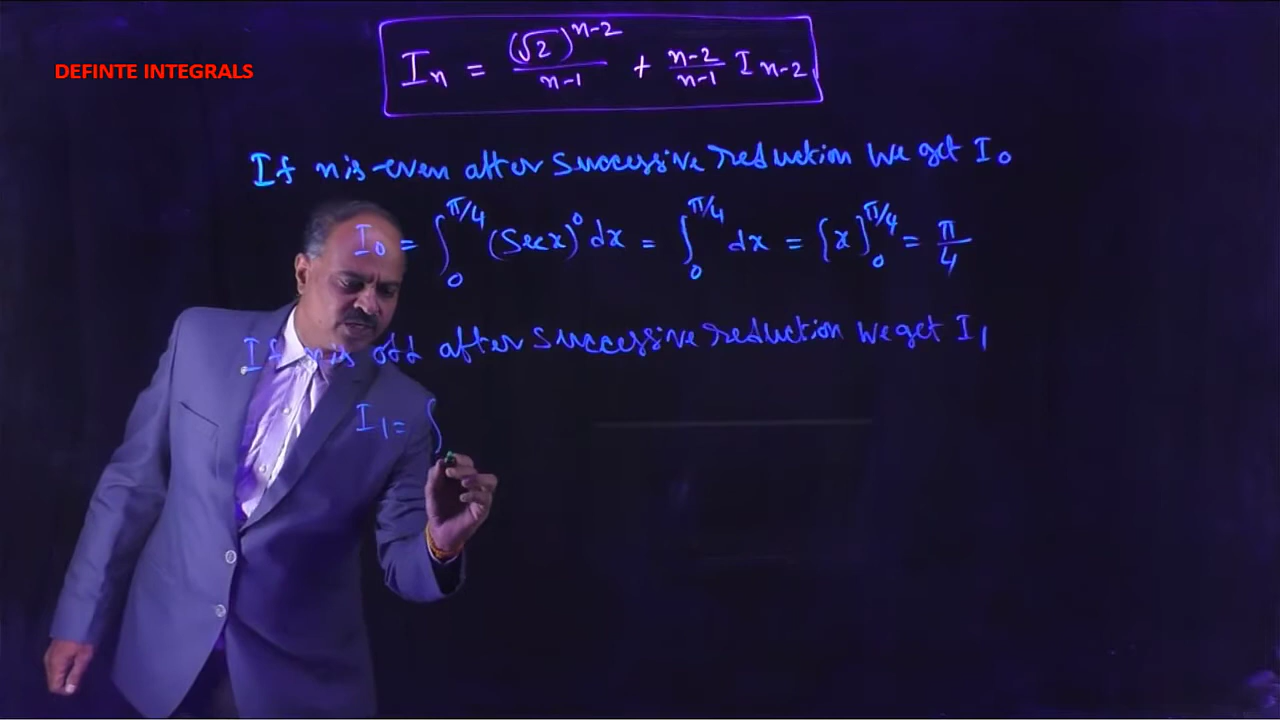 DEFINTE INTEGRALS
Iₙ = (√2)ⁿ⁻²/(n-1) + (n-2)/(n-1) Iₙ₋₂
If n is even after successive reduction we get I₀
I₀ = ∫₀^(π/4) (Sec x)⁰ dx = ∫₀^(π/4) dx = [x]₀^(π/4) = π/4
If n is odd after successive reduction we get I₁
I₁ = ∫